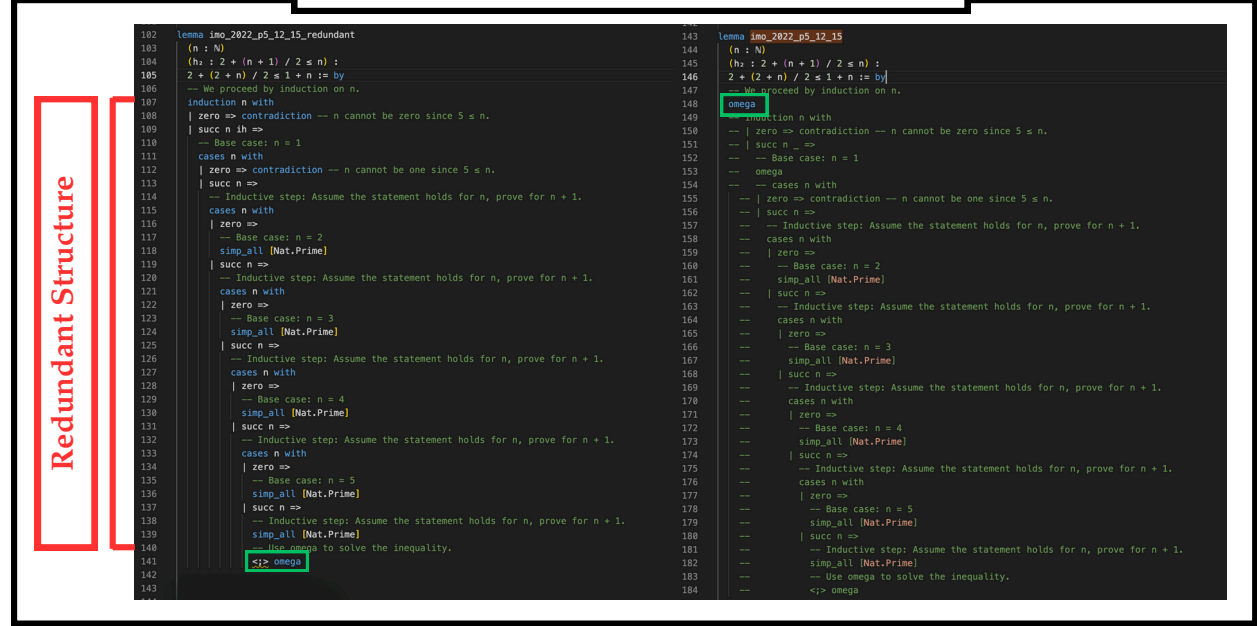 Redundant Structure
102 lemma imo_2022_p5_12_15_redundant
103 (n : ℕ)
104 (h₂ : 2 + (n + 1) / 2 ≤ n) :
105 2 + (2 + n) / 2 ≤ 1 + n := by
106 -- We proceed by induction on n.
107 induction n with
108 | zero => contradiction -- n cannot be zero since 5 ≤ n.
109 | succ n ih =>
110 -- Base case: n = 1
111 cases n with
112 | zero => contradiction -- n cannot be one since 5 ≤ n.
113 | succ n =>
114 -- Inductive step: Assume the statement holds for n, prove for n + 1.
115 cases n with
116 | zero =>
117 -- Base case: n = 2
118 simp_all [Nat.Prime]
119 | succ n =>
120 -- Inductive step: Assume the statement holds for n, prove for n + 1.
121 cases n with
122 | zero =>
123 -- Base case: n = 3
124 simp_all [Nat.Prime]
125 | succ n =>
126 -- Inductive step: Assume the statement holds for n, prove for n + 1.
127 cases n with
128 | zero =>
129 -- Base case: n = 4
130 simp_all [Nat.Prime]
131 | succ n =>
132 -- Inductive step: Assume the statement holds for n, prove for n + 1.
133 cases n with
134 | zero =>
135 -- Base case: n = 5
136 simp_all [Nat.Prime]
137 | succ n =>
138 -- Inductive step: Assume the statement holds for n, prove for n + 1.
139 simp_all [Nat.Prime]
140 -- Use omega to solve the inequality.
141 <;> omega
142
143
143 lemma imo_2022_p5_12_15
144 (n : ℕ)
145 (h₂ : 2 + (n + 1) / 2 ≤ n) :
146 2 + (2 + n) / 2 ≤ 1 + n := by
147 -- We proceed by induction on n.
148 omega
149 -- induction n with
150 -- | zero => contradiction -- n cannot be zero since 5 ≤ n.
151 -- | succ n _ =>
152 -- -- Base case: n = 1
153 -- omega
154 -- -- cases n with
155 -- | zero => contradiction -- n cannot be one since 5 ≤ n.
156 -- | succ n =>
157 -- -- Inductive step: Assume the statement holds for n, prove for n + 1.
158 -- cases n with
159 -- | zero =>
160 -- -- Base case: n = 2
161 -- simp_all [Nat.Prime]
162 -- | succ n =>
163 -- -- Inductive step: Assume the statement holds for n, prove for n + 1.
164 -- cases n with
165 -- | zero =>
166 -- -- Base case: n = 3
167 -- simp_all [Nat.Prime]
168 -- | succ n =>
169 -- -- Inductive step: Assume the statement holds for n, prove for n + 1.
170 -- cases n with
171 -- | zero =>
172 -- -- Base case: n = 4
173 -- simp_all [Nat.Prime]
174 -- | succ n =>
175 -- -- Inductive step: Assume the statement holds for n, prove for n + 1.
176 -- cases n with
177 -- | zero =>
178 -- -- Base case: n = 5
179 -- simp_all [Nat.Prime]
180 -- | succ n =>
181 -- -- Inductive step: Assume the statement holds for n, prove for n + 1.
182 -- simp_all [Nat.Prime]
183 -- -- Use omega to solve the inequality.
184 -- <;> omega